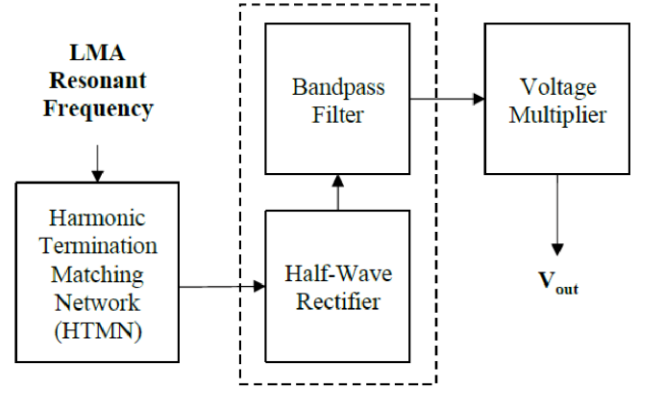 LMA
Resonant
Frequency
Harmonic
Termination
Matching
Network
(HTMN)
Half-Wave
Rectifier
Bandpass
Filter
Voltage
Multiplier
Vout